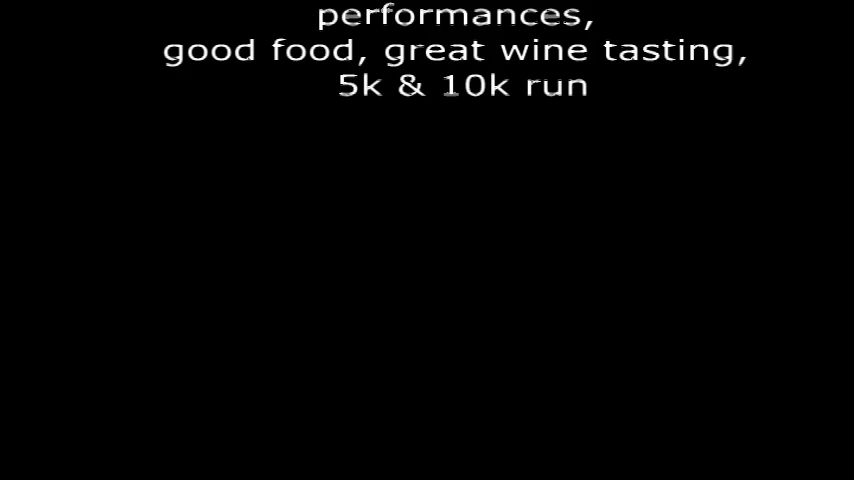 performances,
good food, great wine tasting,
5k & 10k run